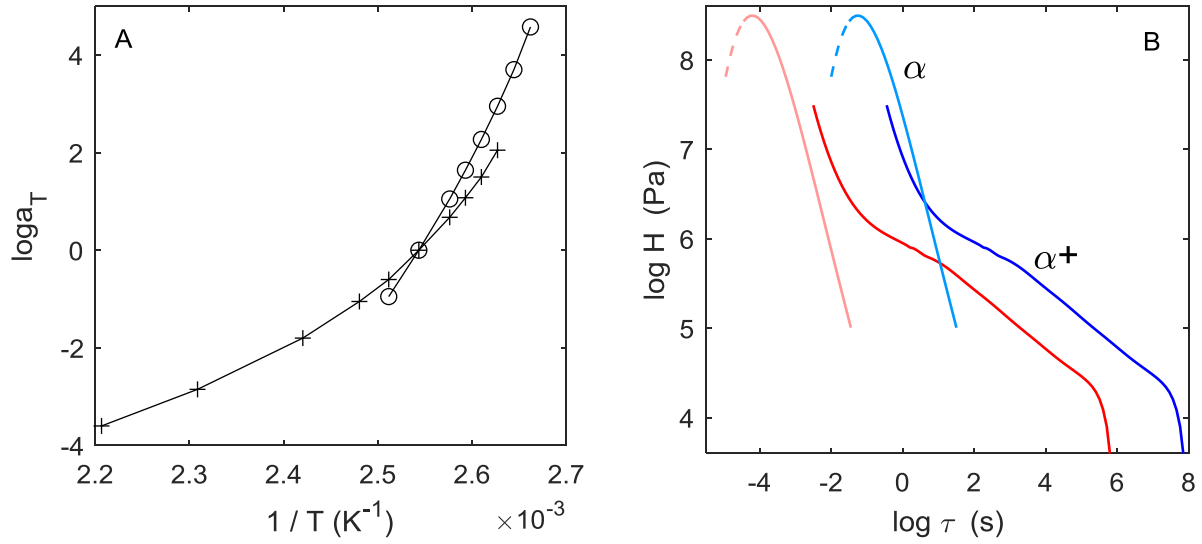 A
loga_T
4
2
0
-2
-4
2.2 2.3 2.4 2.5 2.6 2.7
1 / T (K^-1)
×10^-3
B
log H (Pa)
8
7
6
5
4
α
α+
-4 -2 0 2 4 6 8
log τ (s)